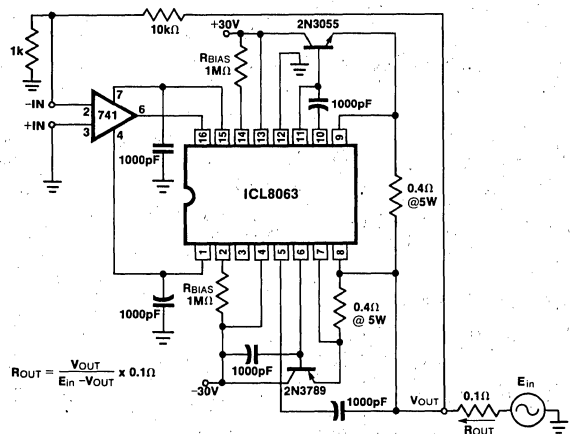 +30V
2N3055
10kΩ
1k
RBIAS
1MΩ
-IN
+IN
2
3
741
7
6
4
1000pF
1000pF
16
15
14
13
12
11
10
9
ICL8063
0.4Ω
@5W
1
2
3
4
5
6
7
8
1000pF
RBIAS
1MΩ
0.4Ω
@ 5W
1000pF
ROUT = VOUT / Ein -VOUT x 0.1Ω
-30V
2N3789
1000pF
VOUT
0.1Ω
Ein
ROUT